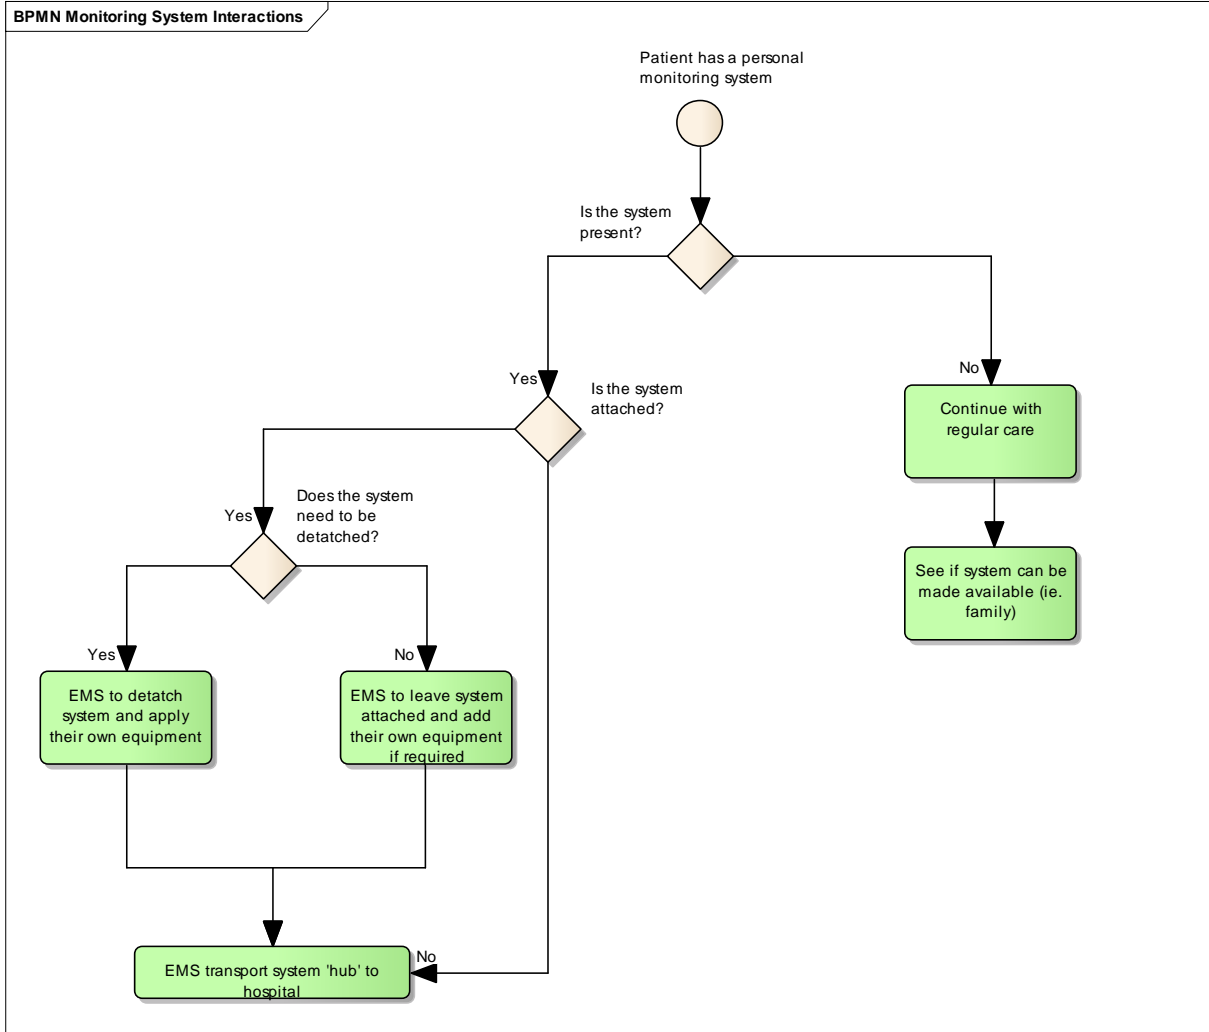 BPMN Monitoring System Interactions
Patient has a personal
monitoring system
Is the system
present?
Yes
Is the system
attached?
No
Continue with
regular care
Does the system
need to be
detatched?
Yes
See if system can be
made available (ie.
family)
Yes
No
EMS to detatch
system and apply
their own equipment
EMS to leave system
attached and add
their own equipment
if required
No
EMS transport system 'hub' to
hospital